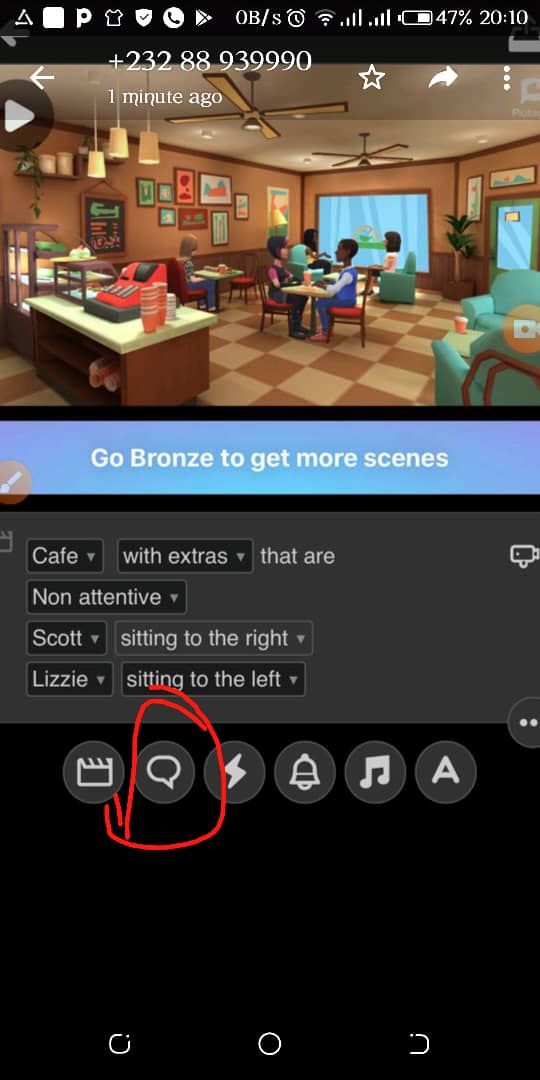 0B/s 47% 20:10
+232 88 939990
1 minute ago
Go Bronze to get more scenes
Cafe with extras that are
Non attentive
Scott sitting to the right
Lizzie sitting to the left
A